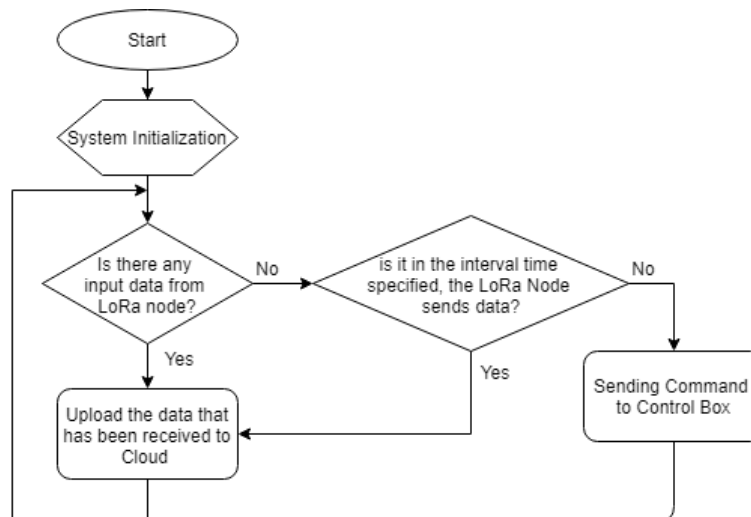 Start
System Initialization
Is there any
input data from
LoRa node?
No
is it in the interval time
specified, the LoRa Node
sends data?
No
Yes
Yes
Upload the data that
has been received to
Cloud
Sending Command
to Control Box